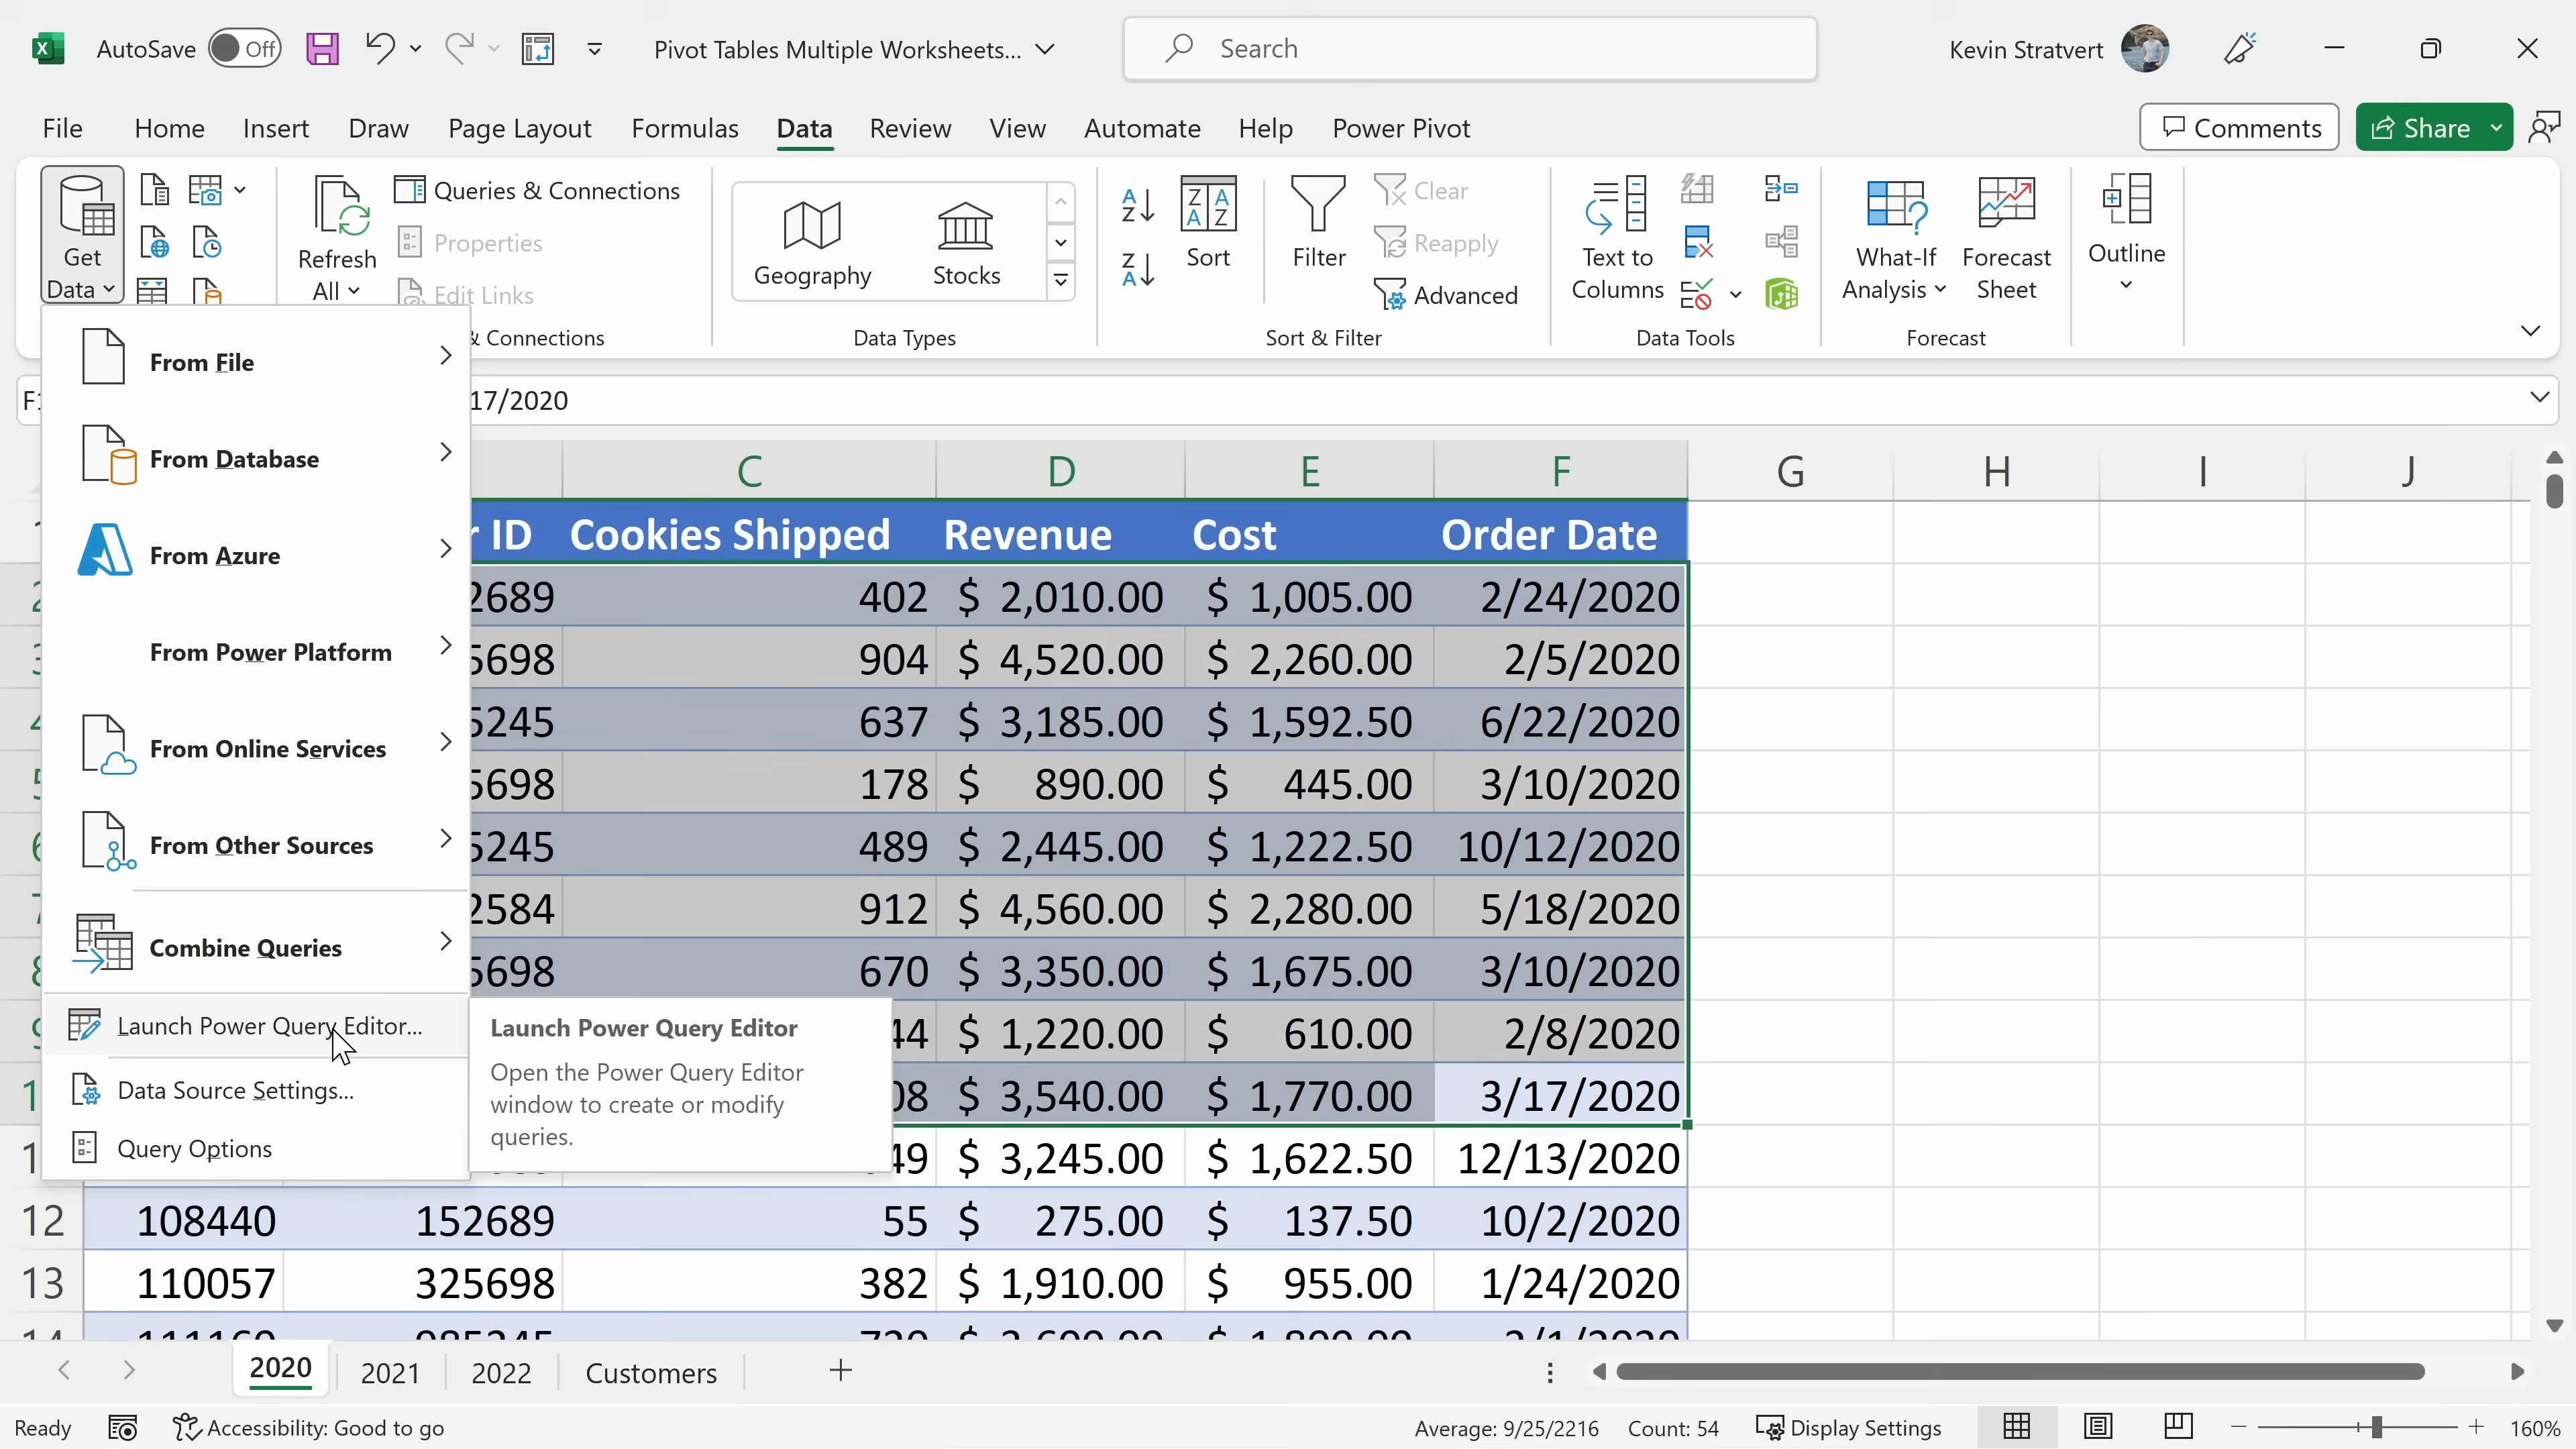 AutoSave Off Pivot Tables Multiple Worksheets... Search Kevin Stratvert
File Home Insert Draw Page Layout Formulas Data Review View Automate Help Power Pivot Comments Share
Get Data
Refresh All
Queries & Connections
Properties
Edit Links
& Connections
Geography
Stocks
Data Types
Sort
Filter
Clear
Reapply
Advanced
Sort & Filter
Text to Columns
Data Tools
What-If Analysis
Forecast Sheet
Forecast
Outline
17/2020
From File
From Database
From Azure
From Power Platform
From Online Services
From Other Sources
Combine Queries
Launch Power Query Editor...
Data Source Settings...
Query Options
Launch Power Query Editor
Open the Power Query Editor
window to create or modify
queries.
C D E F G H I J
ID Cookies Shipped Revenue Cost Order Date
2689 402 $ 2,010.00 $ 1,005.00 2/24/2020
5698 904 $ 4,520.00 $ 2,260.00 2/5/2020
5245 637 $ 3,185.00 $ 1,592.50 6/22/2020
5698 178 $ 890.00 $ 445.00 3/10/2020
5245 489 $ 2,445.00 $ 1,222.50 10/12/2020
2584 912 $ 4,560.00 $ 2,280.00 5/18/2020
5698 670 $ 3,350.00 $ 1,675.00 3/10/2020
44 $ 1,220.00 $ 610.00 2/8/2020
08 $ 3,540.00 $ 1,770.00 3/17/2020
49 $ 3,245.00 $ 1,622.50 12/13/2020
12 108440 152689 55 $ 275.00 $ 137.50 10/2/2020
13 110057 325698 382 $ 1,910.00 $ 955.00 1/24/2020
2020 2021 2022 Customers
Ready Accessibility: Good to go Average: 9/25/2216 Count: 54 Display Settings 160%